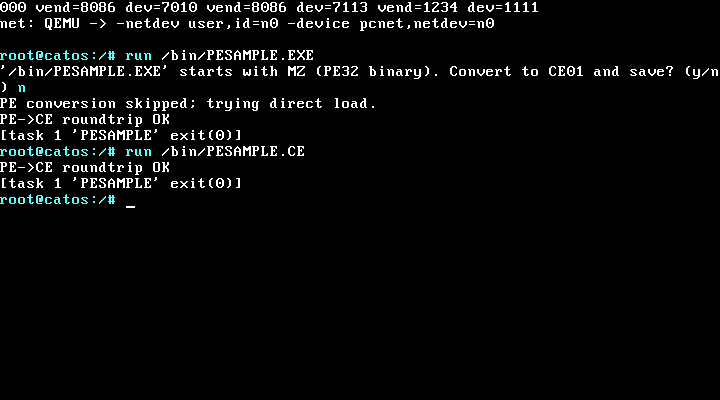 000 vend=8086 dev=7010 vend=8086 dev=7113 vend=1234 dev=1111
net: QEMU -> -netdev user,id=n0 -device pcnet,netdev=n0
root@catos:/# run /bin/PESAMPLE.EXE
'/bin/PESAMPLE.EXE' starts with MZ (PE32 binary). Convert to CE01 and save? (y/n
) n
PE conversion skipped; trying direct load.
PE->CE roundtrip OK
[task 1 'PESAMPLE' exit(0)]
root@catos:/# run /bin/PESAMPLE.CE
PE->CE roundtrip OK
[task 1 'PESAMPLE' exit(0)]
root@catos:/# _